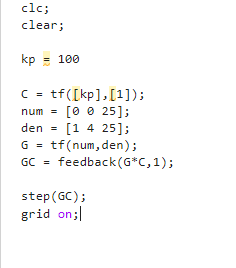 clc;
clear;
kp = 100
C = tf([kp],[1]);
num = [0 0 25];
den = [1 4 25];
G = tf(num,den);
GC = feedback(G*C,1);
step(GC);
grid on;